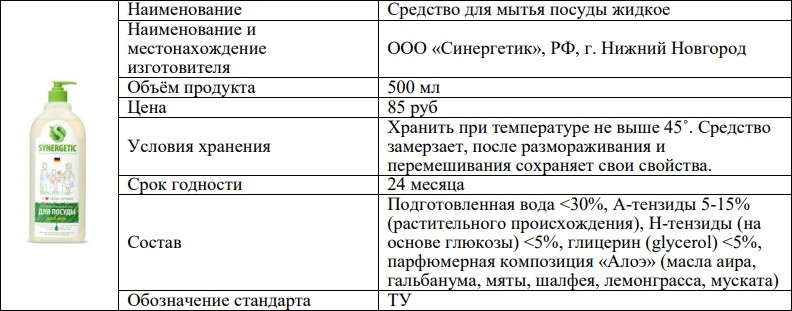 Наименование
Средство для мытья посуды жидкое
Наименование и
местонахождение
изготовителя
ООО «Синергетик», РФ, г. Нижний Новгород
Объём продукта
500 мл
Цена
85 руб
Условия хранения
Хранить при температуре не выше 45˚. Средство
замерзает, после размораживания и
перемешивания сохраняет свои свойства.
Срок годности
24 месяца
Состав
Подготовленная вода <30%, А-тензиды 5-15%
(растительного происхождения), Н-тензиды (на
основе глюкозы) <5%, глицерин (glycerol) <5%,
парфюмерная композиция «Алоэ» (масла аира,
гальбанума, мяты, шалфея, лемонграсса, муската)
Обозначение стандарта
ТУ
SYNERGETIC
ДЛЯ ПОСУДЫ